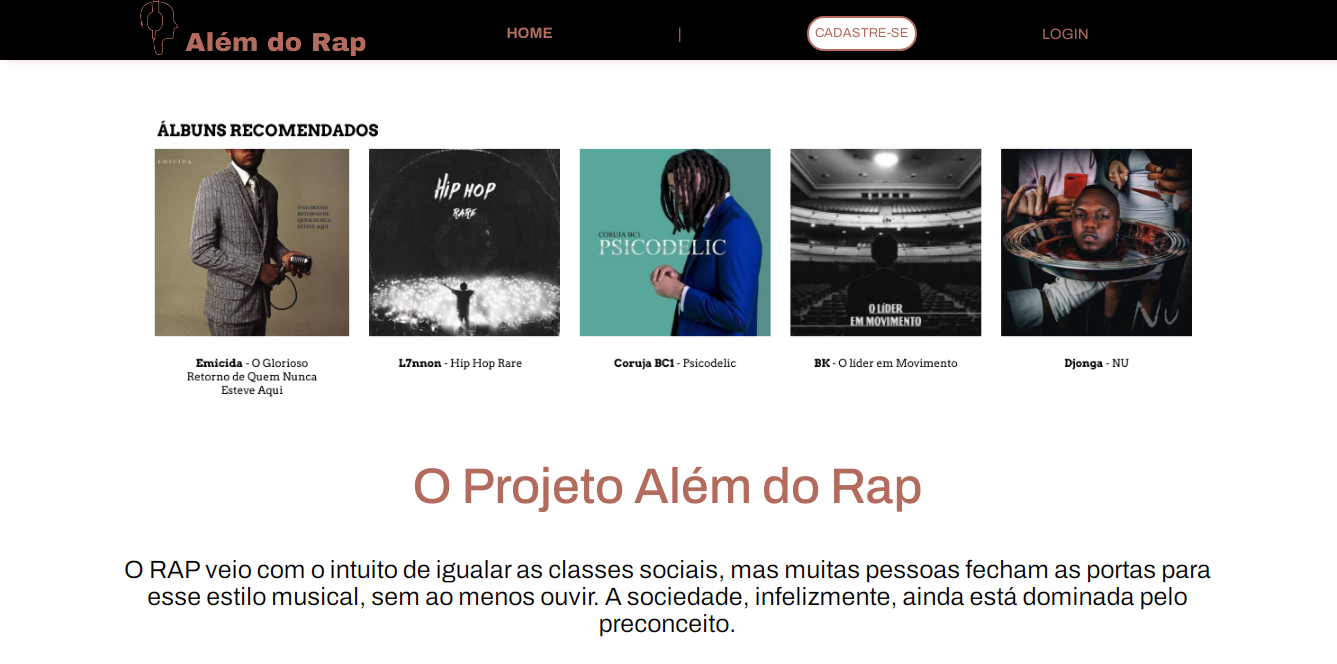 Além do Rap
HOME
|
CADASTRE-SE
LOGIN
ÁLBUNS RECOMENDADOS
EMICIDA
O GLORIOSO
RETORNO DE
QUEM NUNCA
ESTEVE AQUI
HIP HOP
RARE
CORUJA BC1
PSICODELIC
O LÍDER
EM MOVIMENTO
NU
Emicida - O Glorioso
Retorno de Quem Nunca
Esteve Aqui
L7nnon - Hip Hop Rare
Coruja BC1 - Psicodelic
BK - O líder em Movimento
Djonga - NU
O Projeto Além do Rap
O RAP veio com o intuito de igualar as classes sociais, mas muitas pessoas fecham as portas para
esse estilo musical, sem ao menos ouvir. A sociedade, infelizmente, ainda está dominada pelo
preconceito.